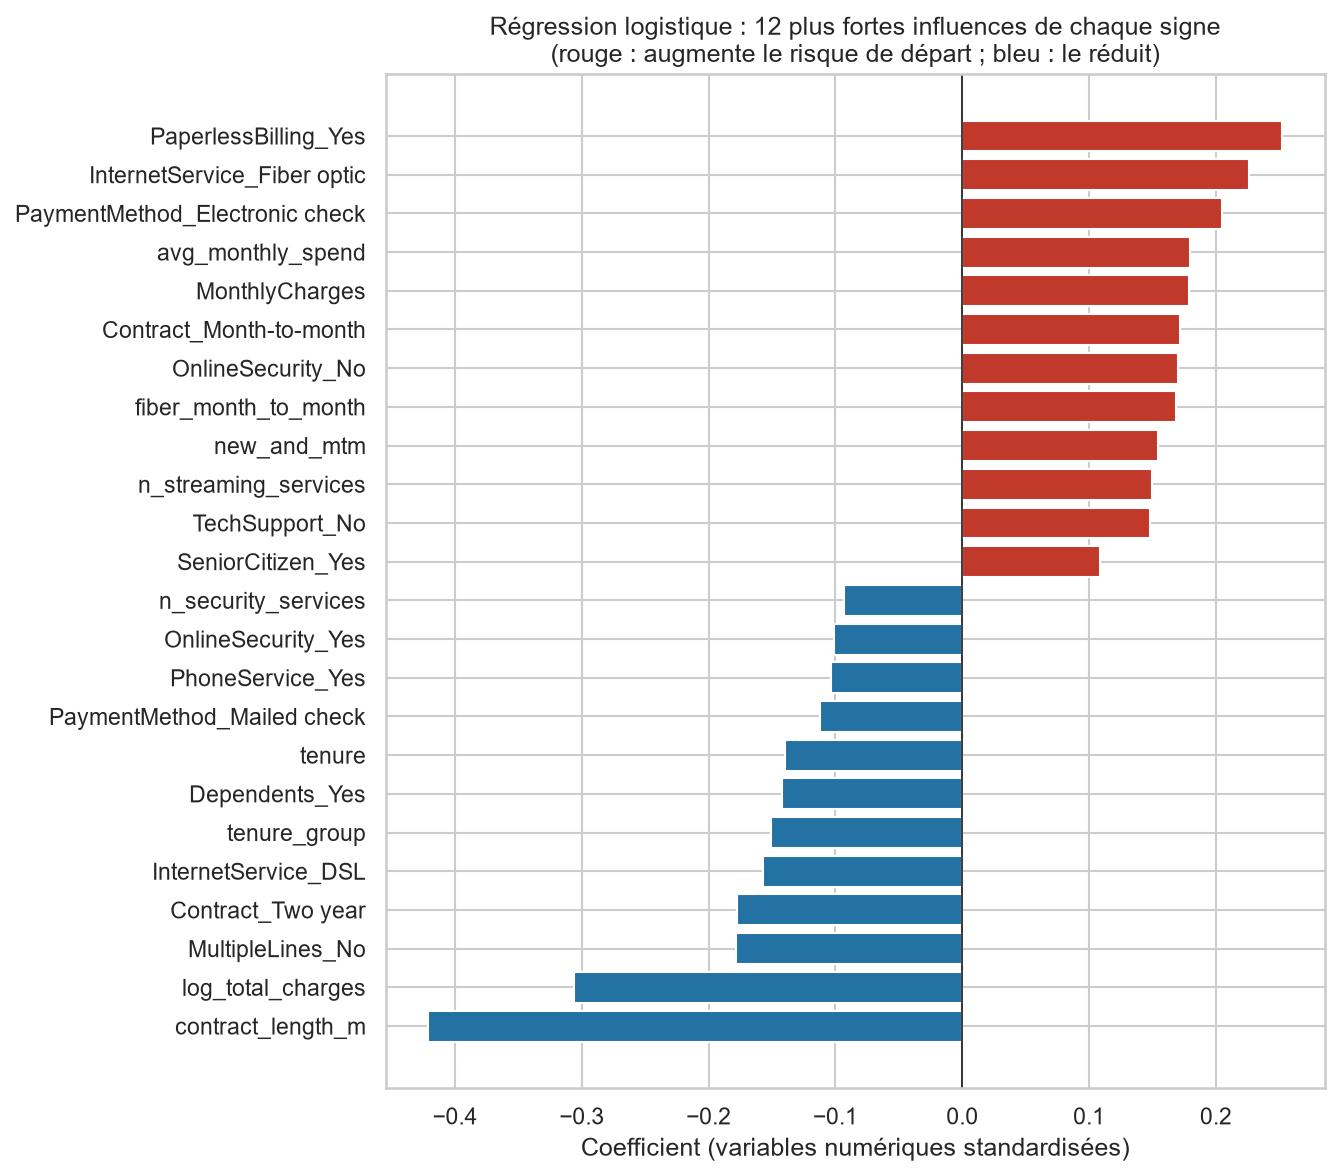 Régression logistique : 12 plus fortes influences de chaque signe
(rouge : augmente le risque de départ ; bleu : le réduit)
PaperlessBilling_Yes
InternetService_Fiber optic
PaymentMethod_Electronic check
avg_monthly_spend
MonthlyCharges
Contract_Month-to-month
OnlineSecurity_No
fiber_month_to_month
new_and_mtm
n_streaming_services
TechSupport_No
SeniorCitizen_Yes
n_security_services
OnlineSecurity_Yes
PhoneService_Yes
PaymentMethod_Mailed check
tenure
Dependents_Yes
tenure_group
InternetService_DSL
Contract_Two year
MultipleLines_No
log_total_charges
contract_length_m
−0.4 −0.3 −0.2 −0.1 0.0 0.1 0.2
Coefficient (variables numériques standardisées)